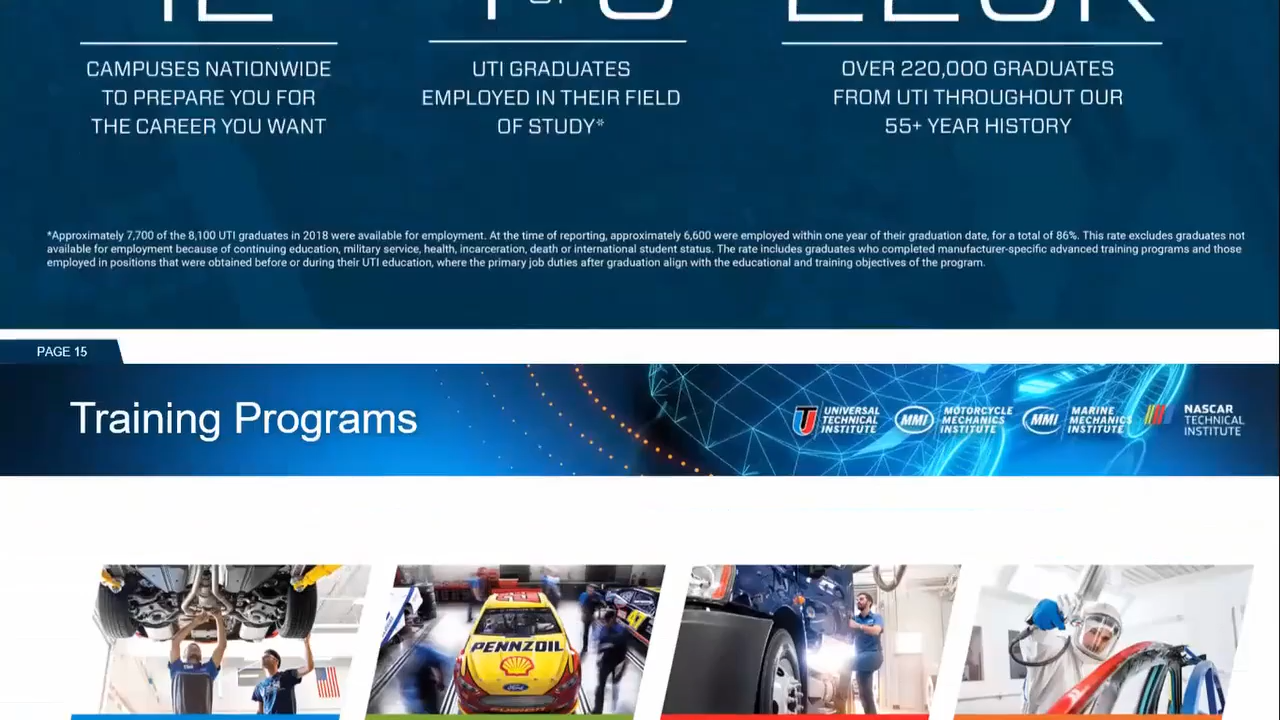 CAMPUSES NATIONWIDE
TO PREPARE YOU FOR
THE CAREER YOU WANT
UTI GRADUATES
EMPLOYED IN THEIR FIELD
OF STUDY*
OVER 220,000 GRADUATES
FROM UTI THROUGHOUT OUR
55+ YEAR HISTORY
*Approximately 7,700 of the 8,100 UTI graduates in 2018 were available for employment. At the time of reporting, approximately 6,600 were employed within one year of their graduation date, for a total of 86%. This rate excludes graduates not
available for employment because of continuing education, military service, health, incarceration, death or international student status. The rate includes graduates who completed manufacturer-specific advanced training programs and those
employed in positions that were obtained before or during their UTI education, where the primary job duties after graduation align with the educational and training objectives of the program.
PAGE 15
Training Programs
UNIVERSAL
TECHNICAL
INSTITUTE
MMI
MOTORCYCLE
MECHANICS
INSTITUTE
MMI
MARINE
MECHANICS
INSTITUTE
NASCAR
TECHNICAL
INSTITUTE
PENNZOIL
Ford
FUSION